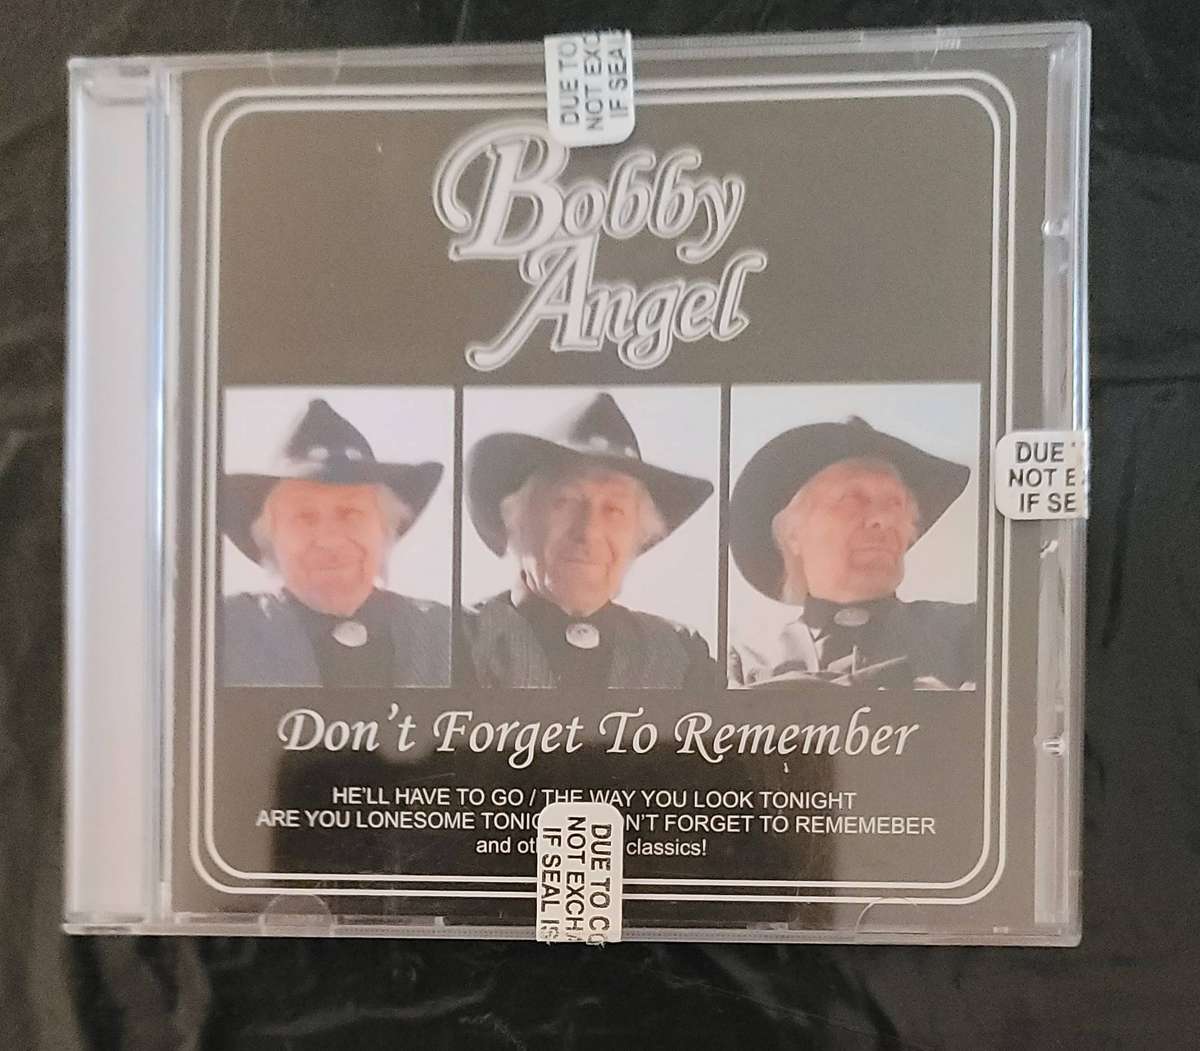 DUE TO
NOT EXC
IF SEA
Bobby
Angel
DUE
NOT E
IF SE
Don't Forget To Remember
HE'LL HAVE TO GO / THE WAY YOU LOOK TONIGHT
ARE YOU LONESOME N'T FORGET TO REMEMEBER
and classics!
DUE TO
NOT EXCH
IF SEAL